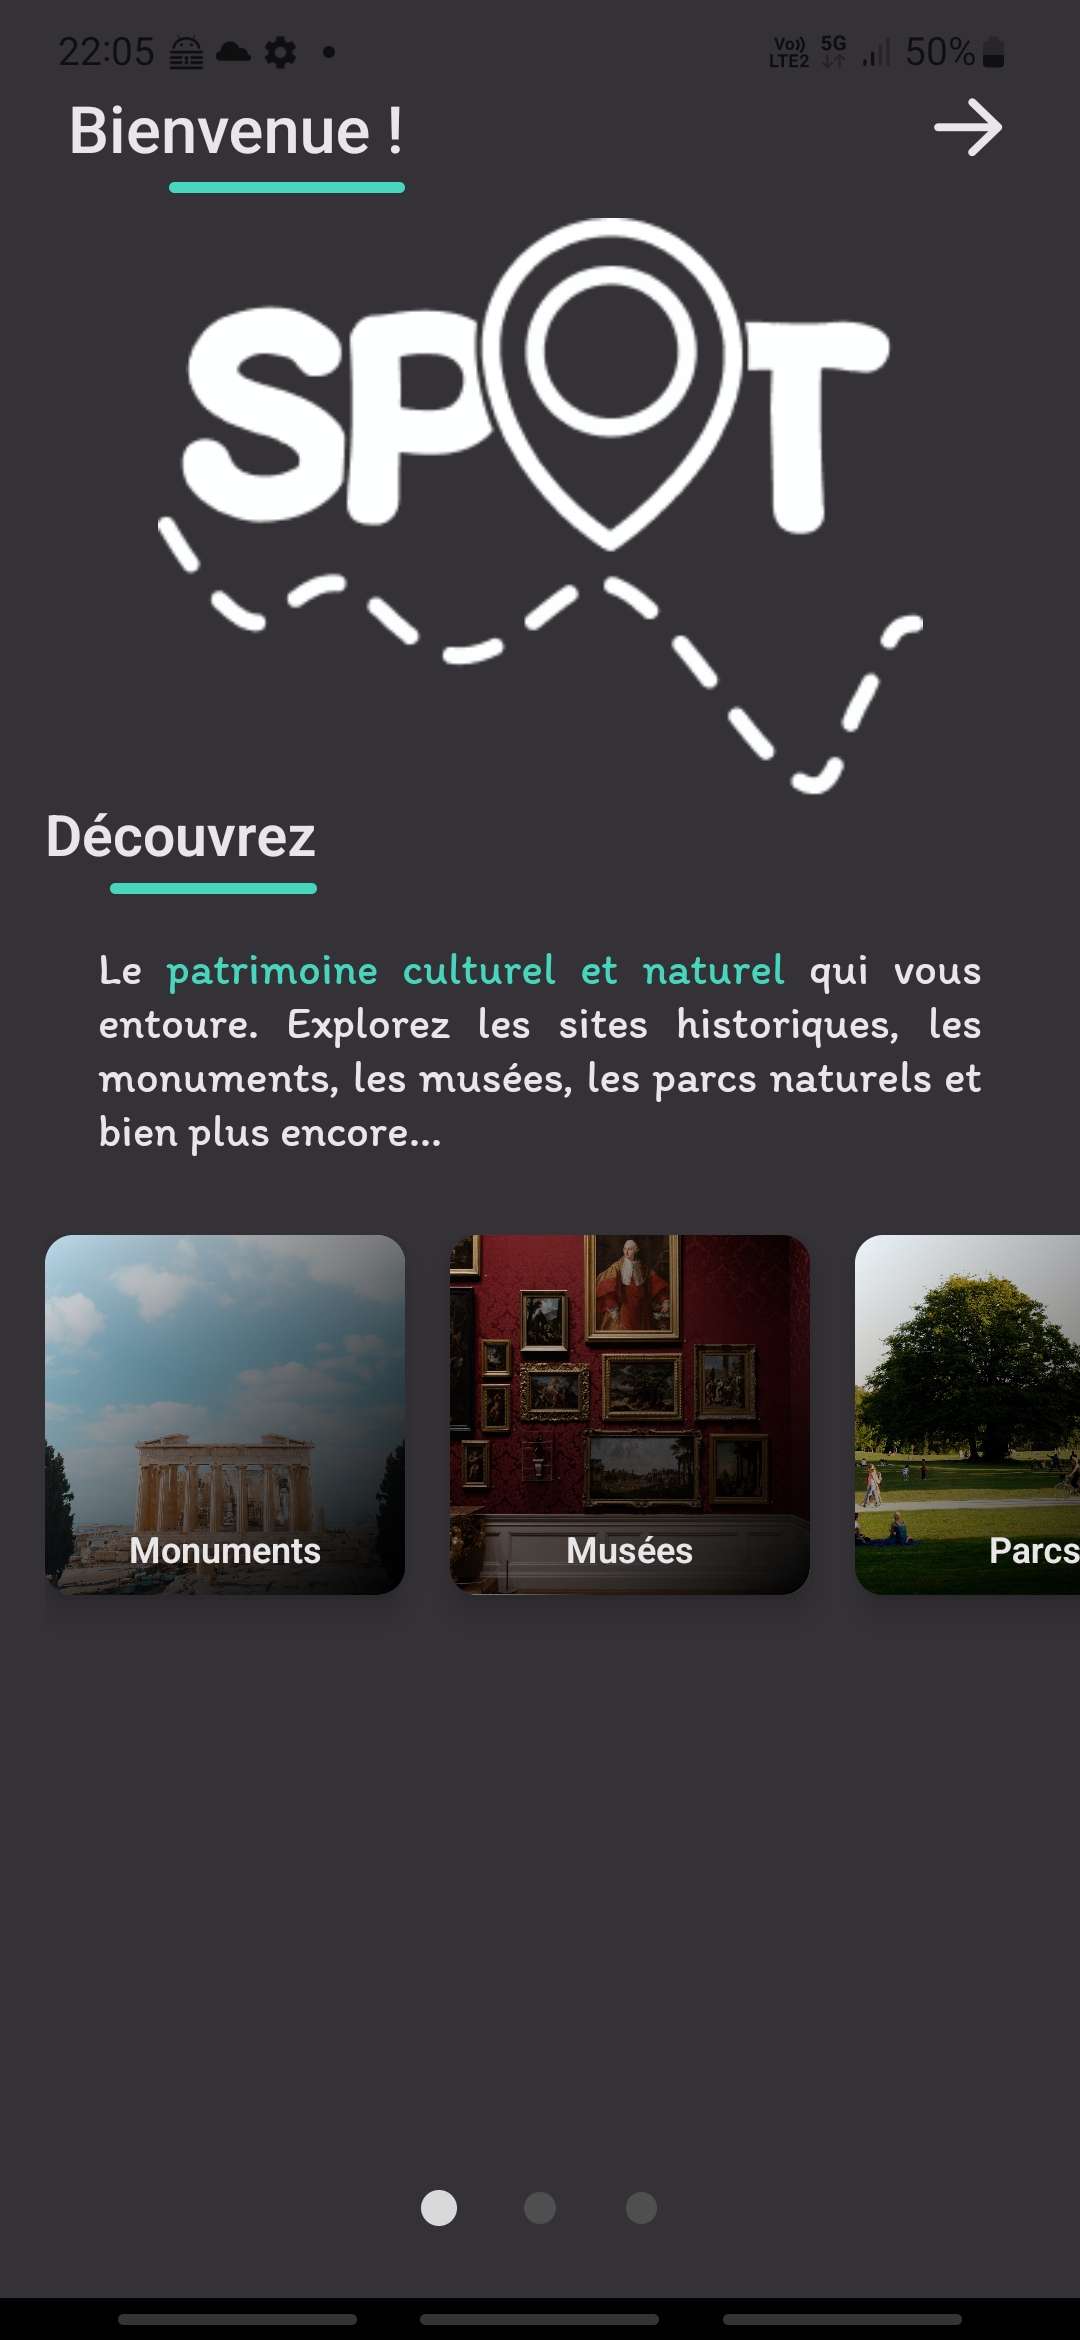 22:05 Vo)) LTE2 5G 50%
Bienvenue !
SPOT
Découvrez
Le patrimoine culturel et naturel qui vous
entoure. Explorez les sites historiques, les
monuments, les musées, les parcs naturels et
bien plus encore...
Monuments Musées Parcs